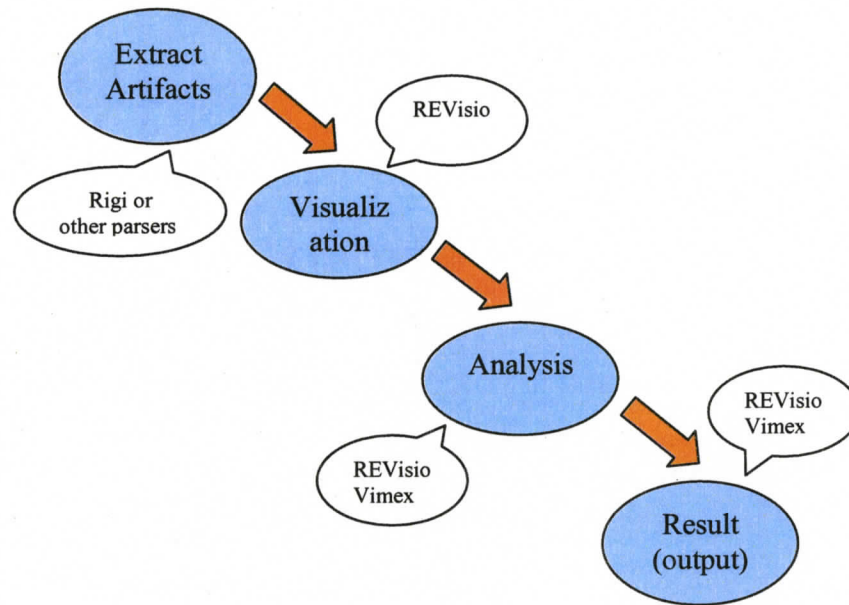 Extract
Artifacts
REVisio
Rigi or
other parsers
Visualiz
ation
Analysis
REVisio
Vimex
REVisio
Vimex
Result
(output)